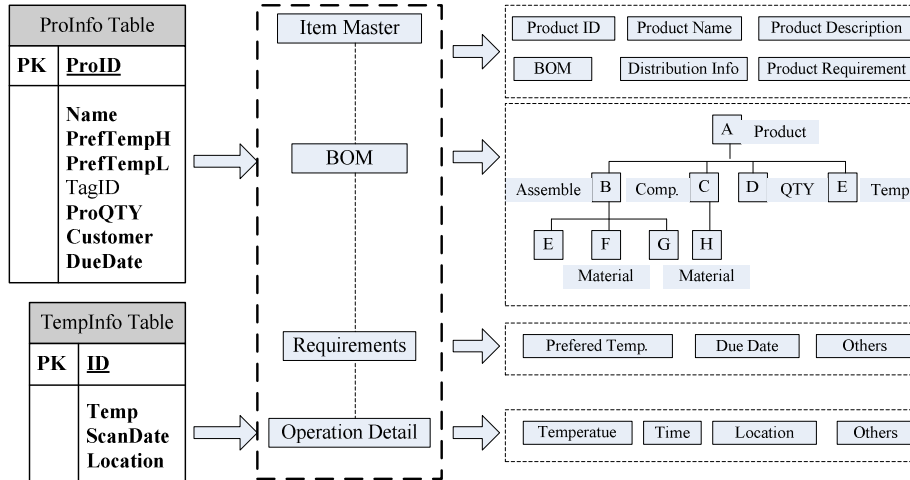 ProInfo Table
PK ProID
Name
PrefTempH
PrefTempL
TagID
ProQTY
Customer
DueDate
TempInfo Table
PK ID
Temp
ScanDate
Location
Item Master
BOM
Requirements
Operation Detail
Product ID Product Name Product Description
BOM Distribution Info Product Requirement
A Product
Assemble B Comp. C D QTY E Temp
E F G H
Material Material
Prefered Temp. Due Date Others
Temperatue Time Location Others